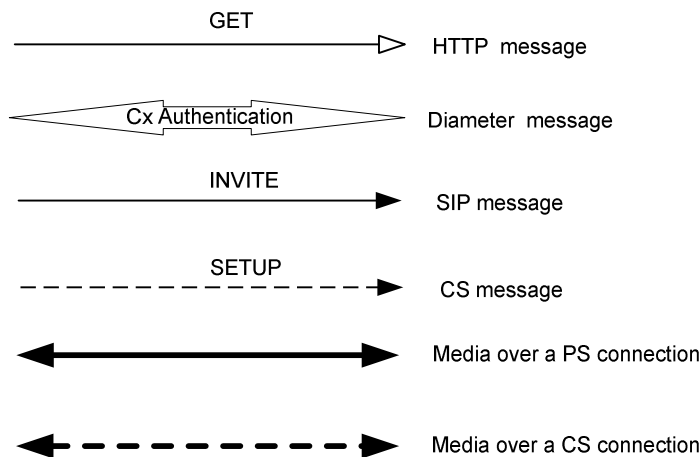 GET
HTTP message
Cx Authentication
Diameter message
INVITE
SIP message
SETUP
CS message
Media over a PS connection
Media over a CS connection